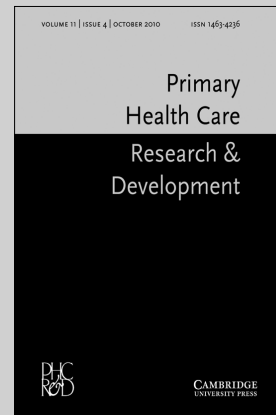 VOLUME 11 | ISSUE 4 | OCTOBER 2010 ISSN 1463-4236
Primary
Health Care
Research &
Development
PHC
R&D
CAMBRIDGE
UNIVERSITY PRESS